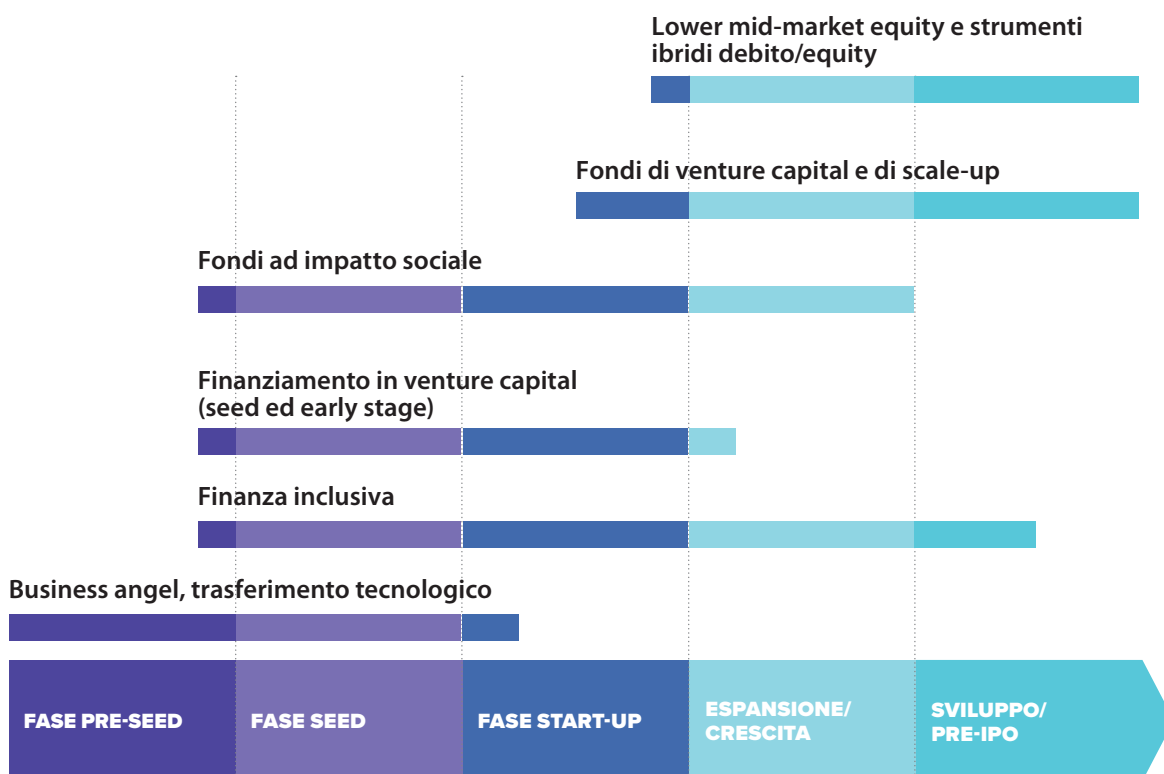 Lower mid-market equity e strumenti
ibridi debito/equity
Fondi di venture capital e di scale-up
Fondi ad impatto sociale
Finanziamento in venture capital
(seed ed early stage)
Finanza inclusiva
Business angel, trasferimento tecnologico
FASE PRE-SEED
FASE SEED
FASE START-UP
ESPANSIONE/
CRESCITA
SVILUPPO/
PRE-IPO